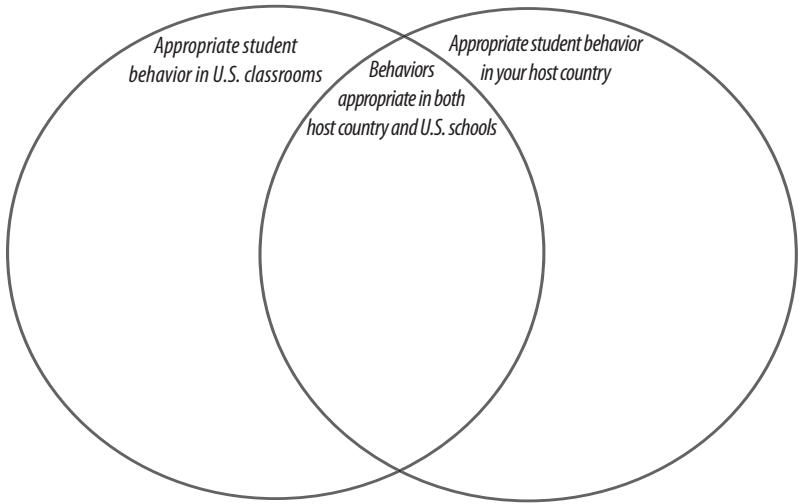 Appropriate student
behavior in U.S. classrooms
Behaviors
appropriate in both
host country and U.S. schools
Appropriate student behavior
in your host country